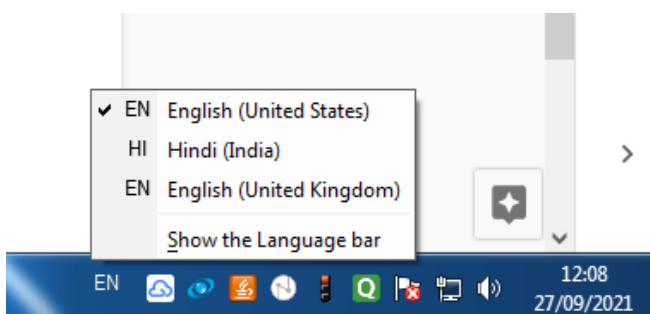 EN English (United States)
HI Hindi (India)
EN English (United Kingdom)
Show the Language bar
EN
Q
12:08
27/09/2021